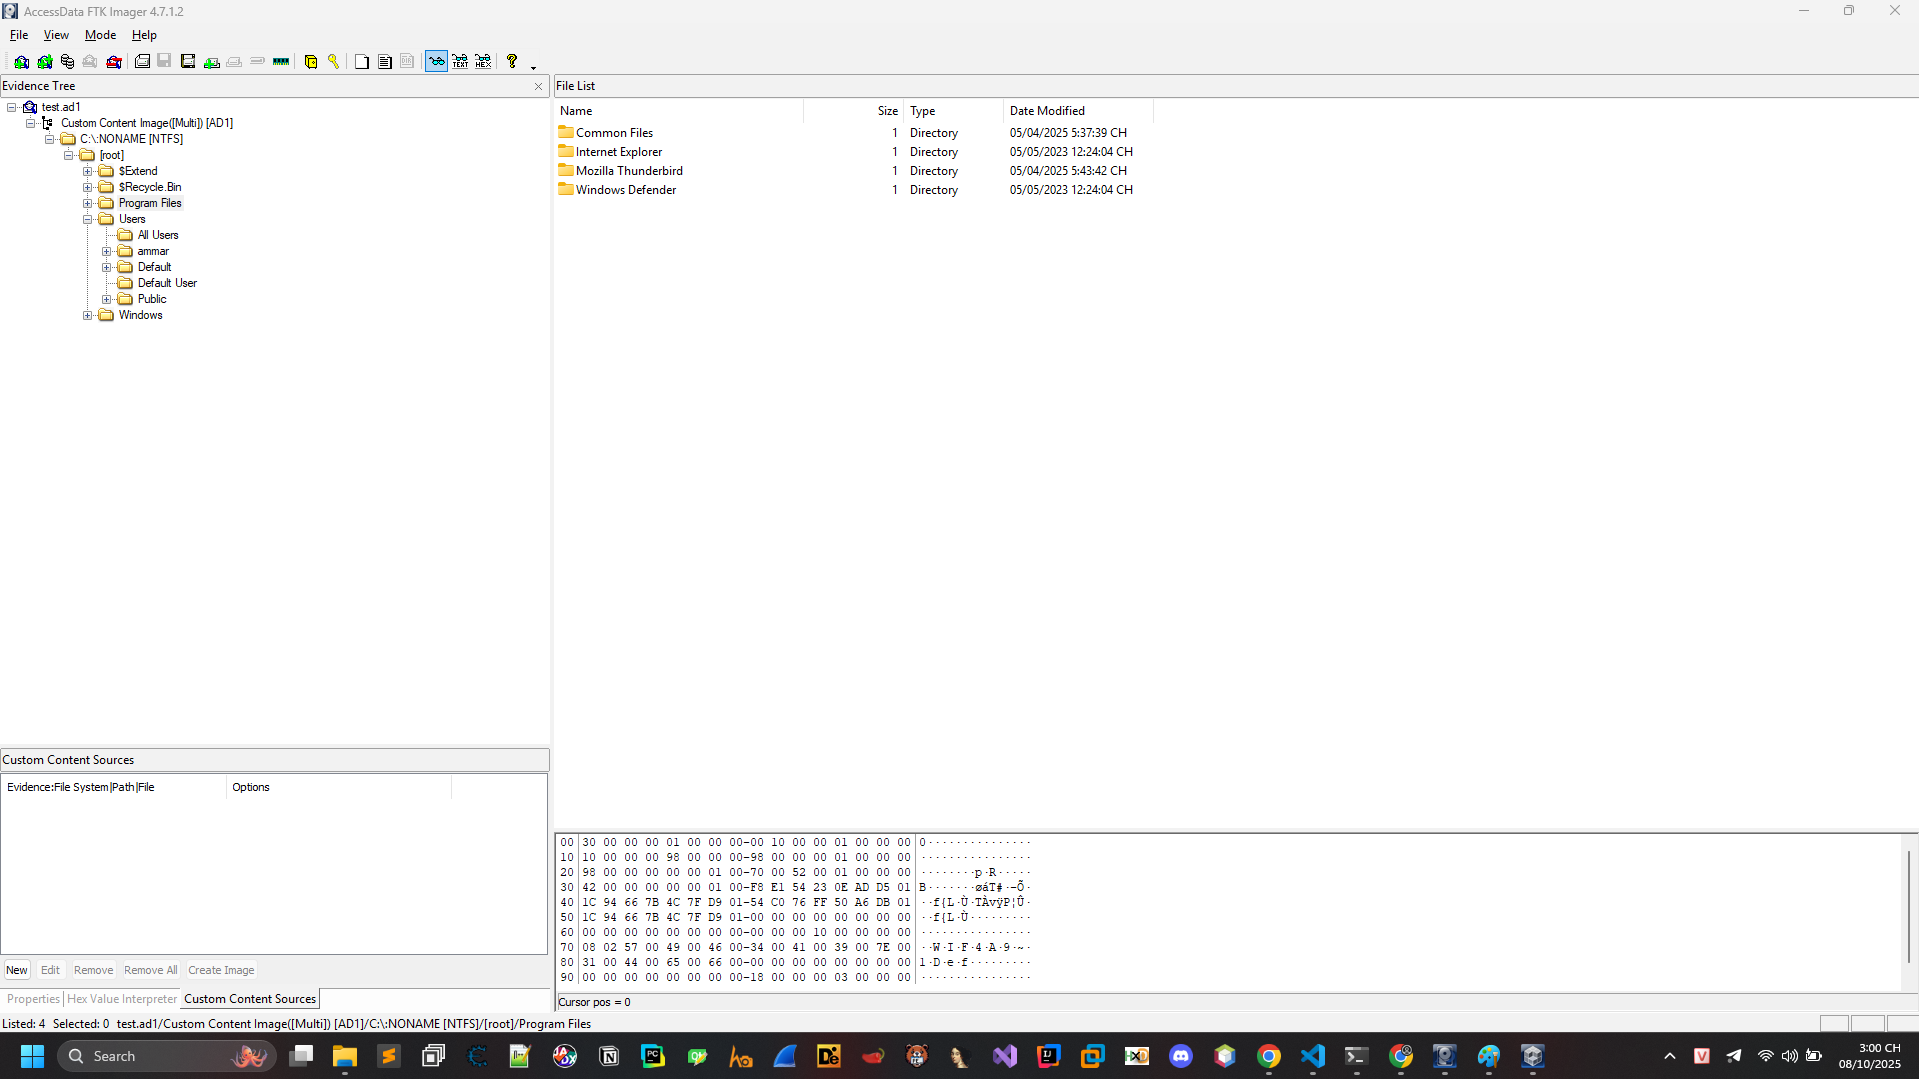 AccessData FTK Imager 4.7.1.2
File View Mode Help
Evidence Tree
test.ad1
Custom Content Image([Multi]) [AD1]
C:\:NONAME [NTFS]
[root]
$Extend
$Recycle.Bin
Program Files
Users
All Users
ammar
Default
Default User
Public
Windows
File List
Name Size Type Date Modified
Common Files 1 Directory 05/04/2025 5:37:39 CH
Internet Explorer 1 Directory 05/05/2023 12:24:04 CH
Mozilla Thunderbird 1 Directory 05/04/2025 5:43:42 CH
Windows Defender 1 Directory 05/05/2023 12:24:04 CH
Custom Content Sources
Evidence:File System|Path|File Options
New Edit Remove Remove All Create Image
Properties Hex Value Interpreter Custom Content Sources
00 30 00 00 00 01 00 00 00-00 10 00 00 01 00 00 00 0···············
10 10 00 00 00 98 00 00 00-98 00 00 00 01 00 00 00 ················
20 98 00 00 00 00 00 01 00-70 00 52 00 01 00 00 00 ········p·R·····
30 42 00 00 00 00 00 01 00-F8 E1 54 23 0E AD D5 01 B·······øáT#·-Õ·
40 1C 94 66 7B 4C 7F D9 01-54 C0 76 FF 50 A6 DB 01 ··f{L·Ù·TÀvÿP¦Û·
50 1C 94 66 7B 4C 7F D9 01-00 00 00 00 00 00 00 00 ··f{L·Ù·········
60 00 00 00 00 00 00 00 00-00 00 00 10 00 00 00 00 ················
70 08 02 57 00 49 00 46 00-34 00 41 00 39 00 7E 00 ··W·I·F·4·A·9·~·
80 31 00 44 00 65 00 66 00-00 00 00 00 00 00 00 00 1·D·e·f·········
90 00 00 00 00 00 00 00 00-18 00 00 00 03 00 00 00 ················
Cursor pos = 0
Listed: 4 Selected: 0 test.ad1/Custom Content Image([Multi]) [AD1]/C:\:NONAME [NTFS]/[root]/Program Files
Search
3:00 CH
08/10/2025